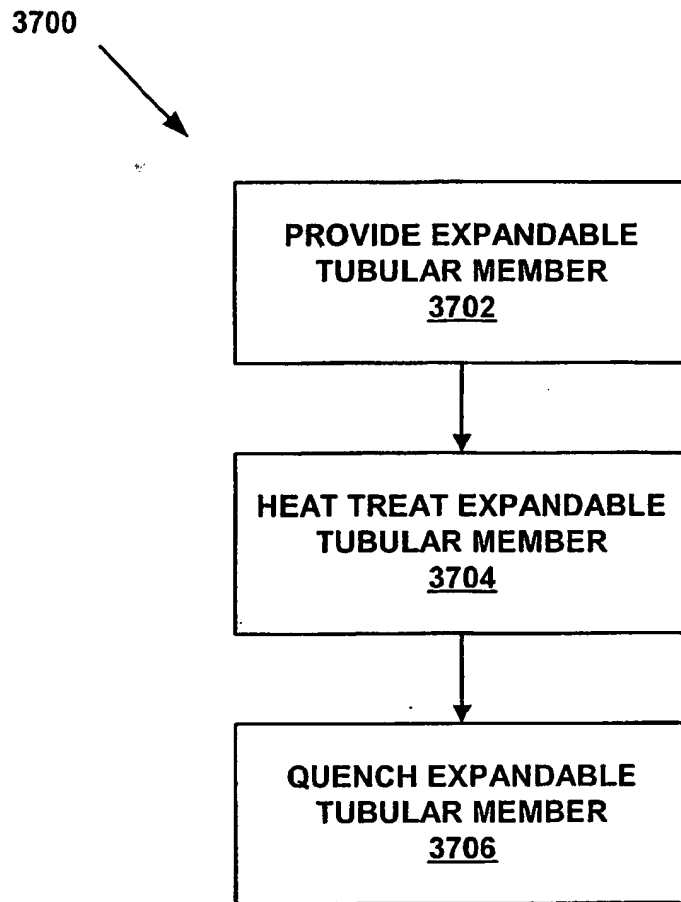 3700
PROVIDE EXPANDABLE
TUBULAR MEMBER
3702
HEAT TREAT EXPANDABLE
TUBULAR MEMBER
3704
QUENCH EXPANDABLE
TUBULAR MEMBER
3706